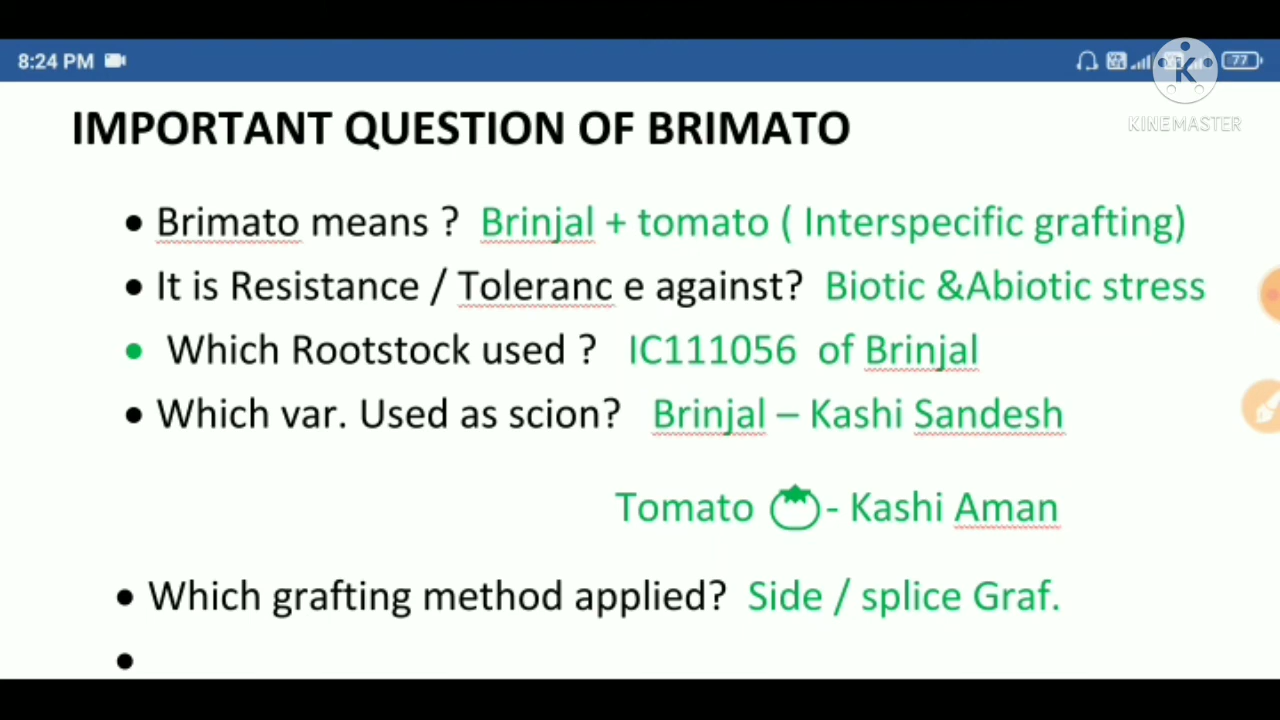 8:24 PM 77
KINEMASTER
IMPORTANT QUESTION OF BRIMATO
• Brimato means ? Brinjal + tomato ( Interspecific grafting)
• It is Resistance / Toleranc e against? Biotic &Abiotic stress
• Which Rootstock used ? IC111056 of Brinjal
• Which var. Used as scion? Brinjal – Kashi Sandesh
Tomato - Kashi Aman
• Which grafting method applied? Side / splice Graf.
•